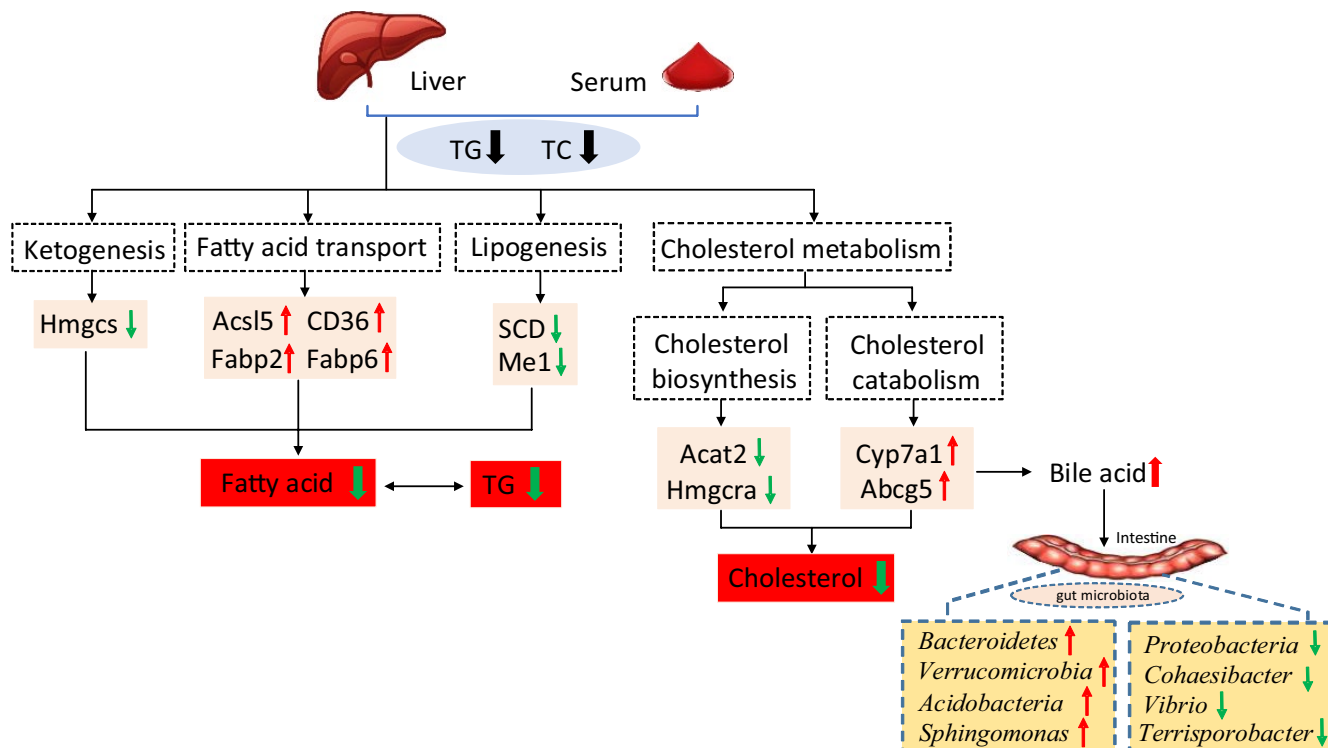 Liver
Serum
TG
TC
Ketogenesis
Fatty acid transport
Lipogenesis
Cholesterol metabolism
Hmgcs
Acsl5
CD36
Fabp2
Fabp6
SCD
Me1
Cholesterol
biosynthesis
Cholesterol
catabolism
Acat2
Hmgcra
Cyp7a1
Abcg5
Bile acid
Fatty acid
TG
Cholesterol
Intestine
gut microbiota
Bacteroidetes
Verrucomicrobia
Acidobacteria
Sphingomonas
Proteobacteria
Cohaesibacter
Vibrio
Terrisporobacter